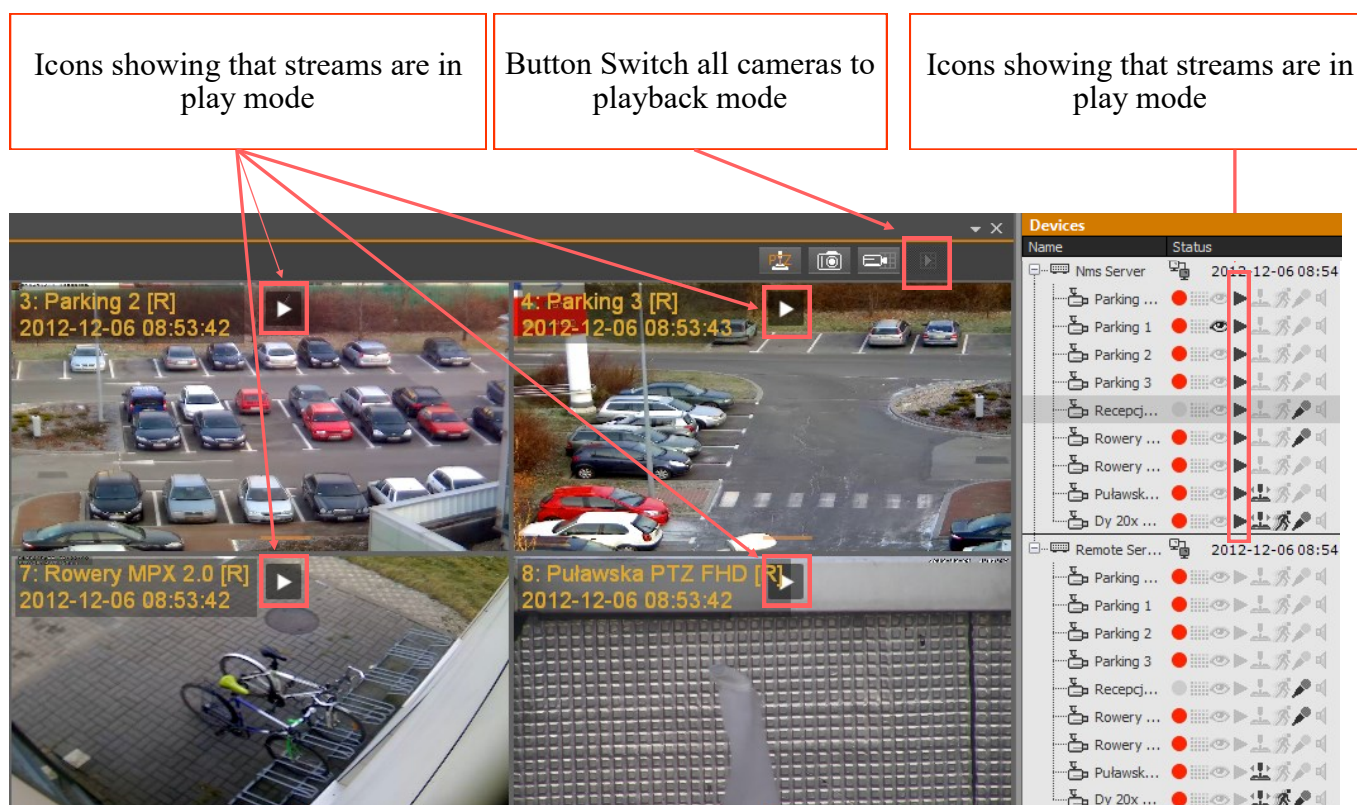 Icons showing that streams are in
play mode
Button Switch all cameras to
playback mode
Icons showing that streams are in
play mode
PTZ
3: Parking 2 [R]
2012-12-06 08:53:42
4: Parking 3 [R]
2012-12-06 08:53:43
7: Rowery MPX 2.0 [R]
2012-12-06 08:53:42
8: Puławska PTZ FHD [R]
2012-12-06 08:53:42
Devices
Name Status
Nms Server 2012-12-06 08:54
Parking ...
Parking 1
Parking 2
Parking 3
Recepcj...
Rowery ...
Rowery ...
Puławsk...
Dy 20x ...
Remote Ser... 2012-12-06 08:54
Parking ...
Parking 1
Parking 2
Parking 3
Recepcj...
Rowery ...
Rowery ...
Puławsk...
Dy 20x ...